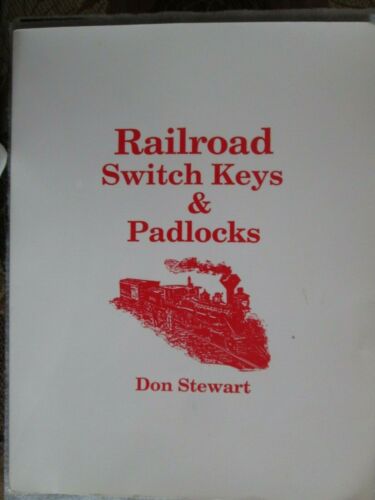 Railroad
Switch Keys
&
Padlocks
Don Stewart